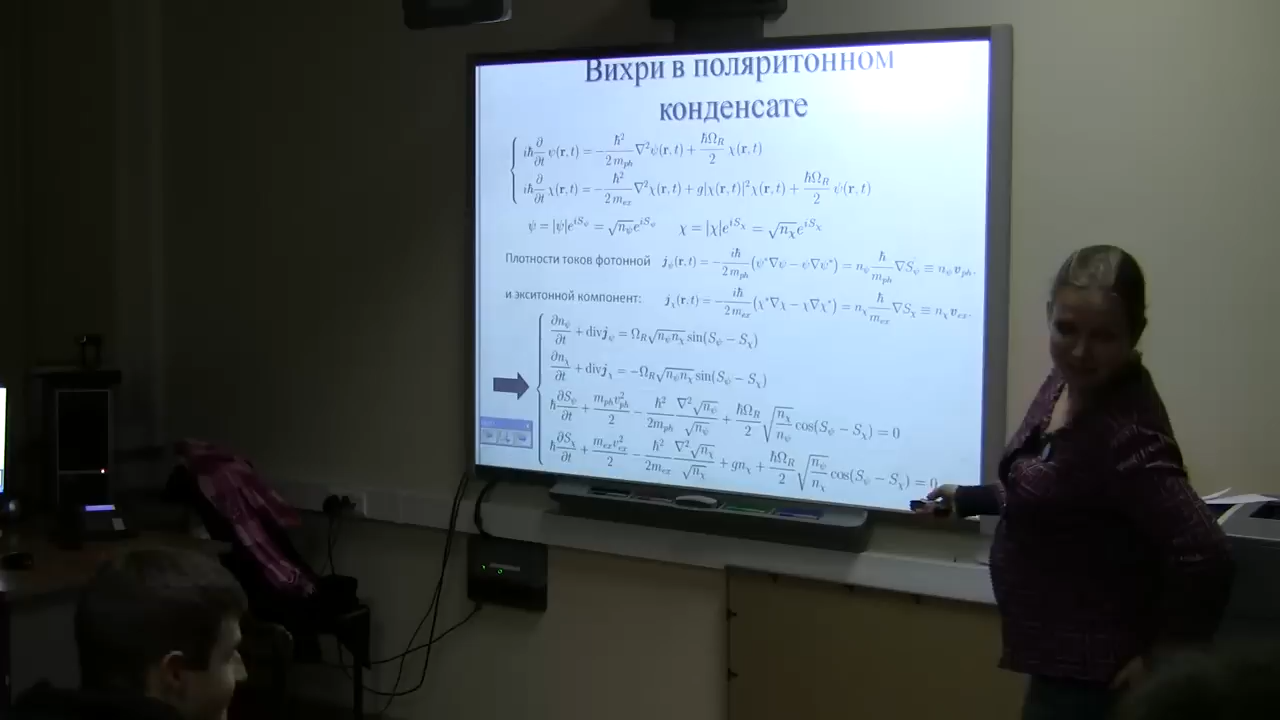 Вихри в поляритонном
конденсате
iħ ∂/∂t ψ(r,t) = −ħ²/2m_ph ∇²ψ(r,t) + ħΩ_R/2 χ(r,t)
iħ ∂/∂t χ(r,t) = −ħ²/2m_ex ∇²χ(r,t) + g|χ(r,t)|²χ(r,t) + ħΩ_R/2 ψ(r,t)
ψ = |ψ|e^{iS_ψ} = √n_ψ e^{iS_ψ} χ = |χ|e^{iS_χ} = √n_χ e^{iS_χ}
Плотности токов фотонной j_ψ(r,t) = −iħ/2m_ph (ψ*∇ψ − ψ∇ψ*) = n_ψ ħ/m_ph ∇S_ψ ≡ n_ψ v_ph.
и экситонной компонент: j_χ(r,t) = −iħ/2m_ex (χ*∇χ − χ∇χ*) = n_χ ħ/m_ex ∇S_χ ≡ n_χ v_ex.
∂n_ψ/∂t + div j_ψ = Ω_R √(n_ψ n_χ) sin(S_ψ − S_χ)
∂n_χ/∂t + div j_χ = −Ω_R √(n_ψ n_χ) sin(S_ψ − S_χ)
ħ ∂S_ψ/∂t + m_ph v²_ph/2 − ħ²/2m_ph ∇²√n_ψ/√n_ψ + ħΩ_R/2 √(n_χ/n_ψ) cos(S_ψ − S_χ) = 0
ħ ∂S_χ/∂t + m_ex v²_ex/2 − ħ²/2m_ex ∇²√n_χ/√n_χ + gn_χ + ħΩ_R/2 √(n_ψ/n_χ) cos(S_ψ − S_χ) = 0